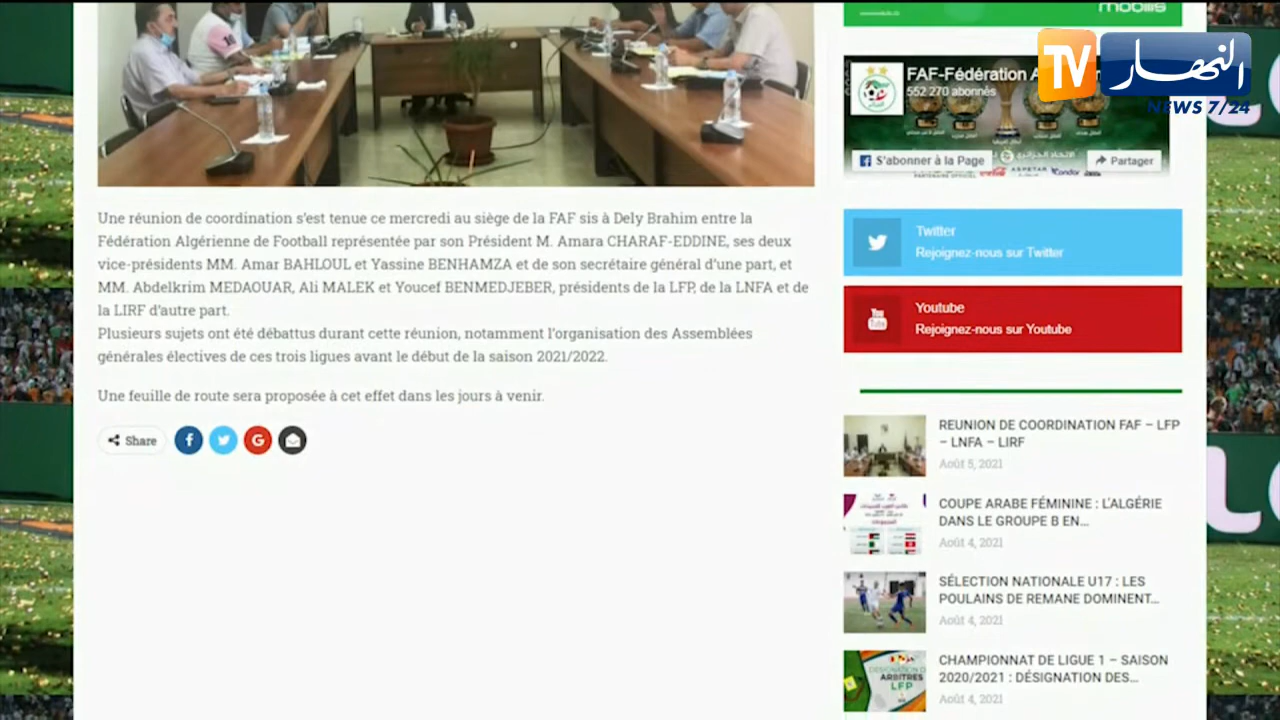 mobilis
TV النهار
NEWS 7/24
FAF-Fédération A
552 270 abonnés
S'abonner à la Page
Partager
Une réunion de coordination s'est tenue ce mercredi au siège de la FAF sis à Dely Brahim entre la
Fédération Algérienne de Football représentée par son Président M. Amara CHARAF-EDDINE, ses deux
vice-présidents MM. Amar BAHLOUL et Yassine BENHAMZA et de son secrétaire général d'une part, et
MM. Abdelkrim MEDAOUAR, Ali MALEK et Youcef BENMEDJEBER, présidents de la LFP, de la LNFA et de
la LIRF d'autre part.
Plusieurs sujets ont été débattus durant cette réunion, notamment l'organisation des Assemblées
générales électives de ces trois ligues avant le début de la saison 2021/2022.
Une feuille de route sera proposée à cet effet dans les jours à venir.
Share
Twitter
Rejoignez-nous sur Twitter
You
Tube
Youtube
Rejoignez-nous sur Youtube
REUNION DE COORDINATION FAF – LFP
– LNFA – LIRF
Août 5, 2021
COUPE ARABE FÉMININE : L'ALGÉRIE
DANS LE GROUPE B EN…
Août 4, 2021
SÉLECTION NATIONALE U17 : LES
POULAINS DE REMANE DOMINENT…
Août 4, 2021
CHAMPIONNAT DE LIGUE 1 – SAISON
2020/2021 : DÉSIGNATION DES…
Août 4, 2021
ARBITRES
LFP